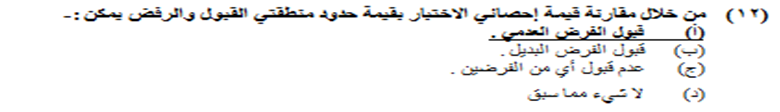 (١٢) من خلال مقارنة قيمة إحصائي الاختبار بقيمة حدود منطقتي القبول والرفض يمكن :-
(أ) قبول الفرض العدمي .
(ب) قبول الفرض البديل .
(ج) عدم قبول أي من الفرضين .
(د) لا شيء مما سبق